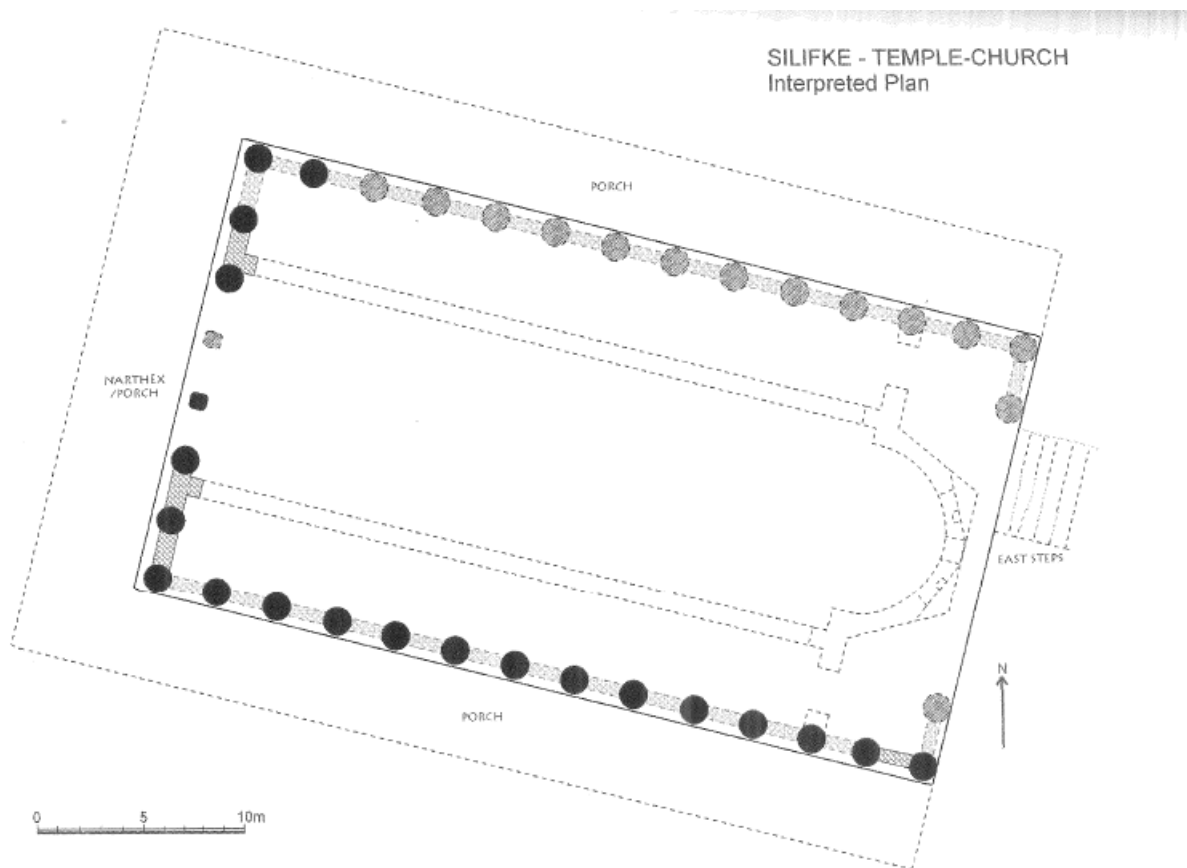 SILIFKE - TEMPLE-CHURCH
Interpreted Plan
PORCH
NARTHEX
/PORCH
EAST STEPS
N
PORCH
0 5 10m